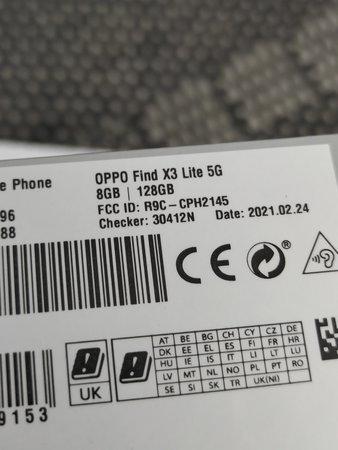 e Phone
OPPO Find X3 Lite 5G
8GB | 128GB
FCC ID: R9C-CPH2145
Checker: 30412N Date: 2021.02.24
96
88
CE ®
UK
AT BE BG CH CY CZ DE
DK EE EL ES FI FR HR
HU IE IS IT LI LT LU
LV MT NL NO PL PT RO
SE SI SK TR UK(NI)
9153